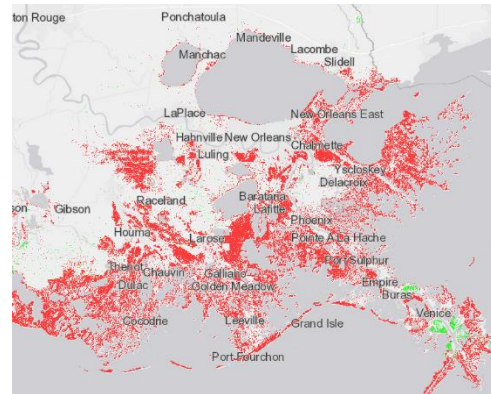 ton Rouge
Ponchatoula
Mandeville
Manchac
Lacombe
Slidell
LaPlace
New Orleans East
Hahnville
New Orleans
Luling
Chalmette
Yscloskey
Delacroix
Gibson
Raceland
Barataria
Lafitte
Phoenix
Houma
Larose
Pointe A La Hache
Theriot
Chauvin
Galliano
Port Sulphur
Dulac
Golden Meadow
Empire
Buras
Venice
Cocodrie
Leeville
Grand Isle
Port Fourchon